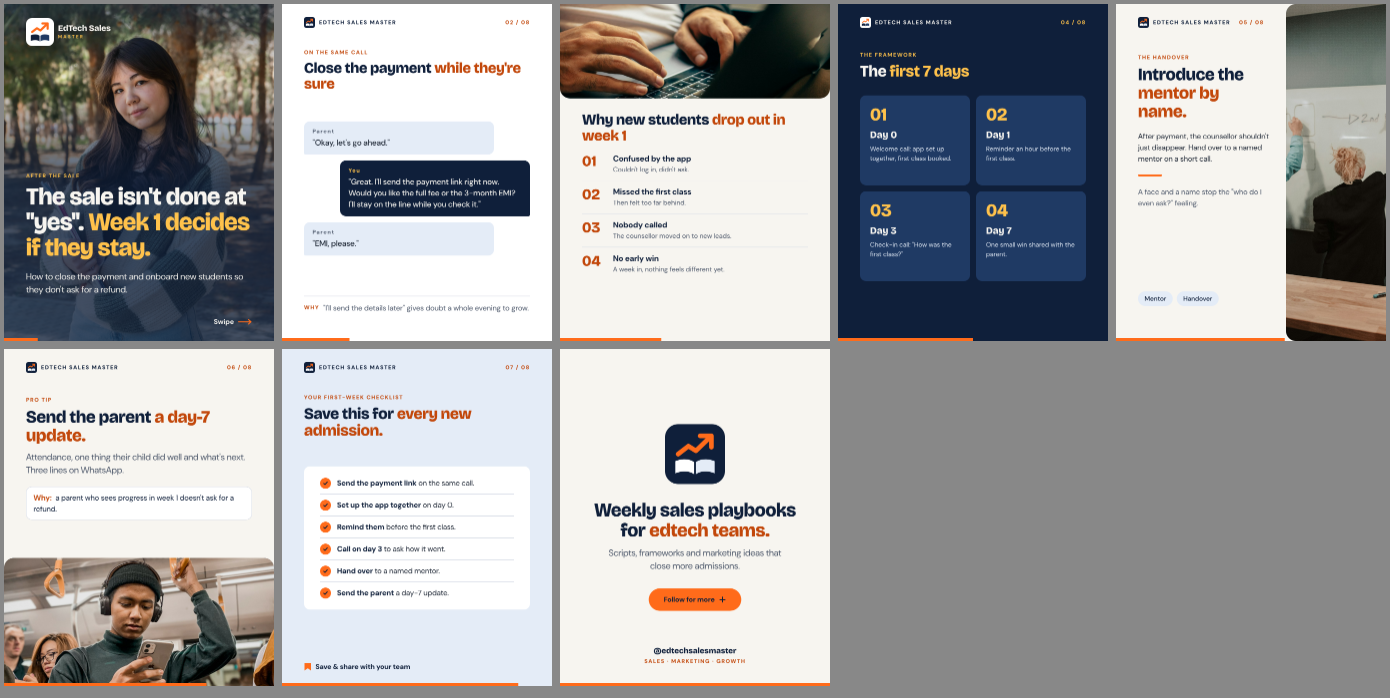 EdTech Sales
MASTER
AFTER THE SALE
The sale isn't done at
"yes". Week 1 decides
if they stay.
How to close the payment and onboard new students so
they don't ask for a refund.
Swipe
EDTECH SALES MASTER
02 / 08
ON THE SAME CALL
Close the payment while they're
sure
Parent
"Okay, let's go ahead."
You
"Great. I'll send the payment link right now.
Would you like the full fee or the 3-month EMI?
I'll stay on the line while you check it."
Parent
"EMI, please."
WHY "I'll send the details later" gives doubt a whole evening to grow.
Why new students drop out in
week 1
01
Confused by the app
Couldn't log in, didn't ask.
02
Missed the first class
Then felt too far behind.
03
Nobody called
The counsellor moved on to new leads.
04
No early win
A week in, nothing feels different yet.
EDTECH SALES MASTER
04 / 08
THE FRAMEWORK
The first 7 days
01
Day 0
Welcome call: app set up
together, first class booked.
02
Day 1
Reminder an hour before the
first class.
03
Day 3
Check-in call: "How was the
first class?"
04
Day 7
One small win shared with the
parent.
EDTECH SALES MASTER
05 / 08
THE HANDOVER
Introduce the
mentor by
name.
After payment, the counsellor shouldn't
just disappear. Hand over to a named
mentor on a short call.
A face and a name stop the "who do I
even ask?" feeling.
Mentor
Handover
EDTECH SALES MASTER
06 / 08
PRO TIP
Send the parent a day-7
update.
Attendance, one thing their child did well and what's next.
Three lines on WhatsApp.
Why: a parent who sees progress in week 1 doesn't ask for a
refund.
EDTECH SALES MASTER
07 / 08
YOUR FIRST-WEEK CHECKLIST
Save this for every new
admission.
Send the payment link on the same call.
Set up the app together on day 0.
Remind them before the first class.
Call on day 3 to ask how it went.
Hand over to a named mentor.
Send the parent a day-7 update.
Save & share with your team
Weekly sales playbooks
for edtech teams.
Scripts, frameworks and marketing ideas that
close more admissions.
Follow for more +
@edtechsalesmaster
SALES · MARKETING · GROWTH